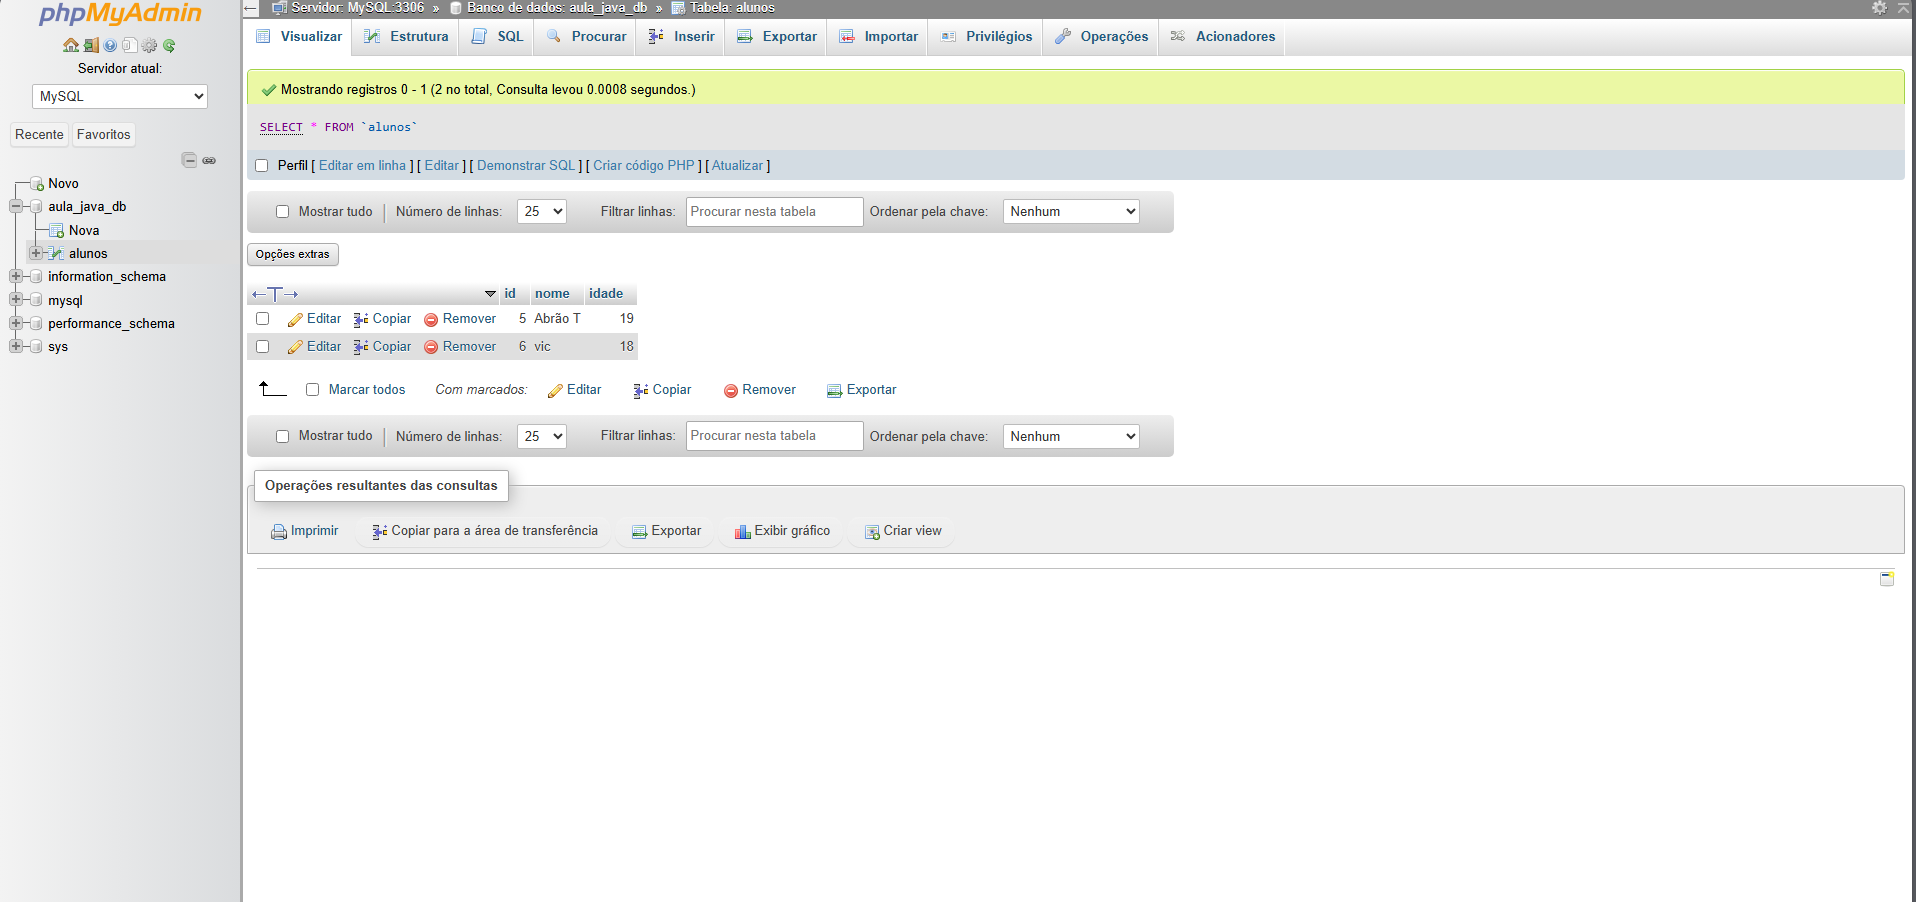 phpMyAdmin
Servidor atual:
MySQL
Recente Favoritos
Novo
aula_java_db
Nova
alunos
information_schema
mysql
performance_schema
sys
Servidor: MySQL:3306 » Banco de dados: aula_java_db » Tabela: alunos
Visualizar Estrutura SQL Procurar Inserir Exportar Importar Privilégios Operações Acionadores
Mostrando registros 0 - 1 (2 no total, Consulta levou 0.0008 segundos.)
SELECT * FROM `alunos`
Perfil [ Editar em linha ] [ Editar ] [ Demonstrar SQL ] [ Criar código PHP ] [ Atualizar ]
Mostrar tudo Número de linhas: 25 Filtrar linhas: Procurar nesta tabela Ordenar pela chave: Nenhum
Opções extras
←T→ id nome idade
Editar Copiar Remover 5 Abrão T 19
Editar Copiar Remover 6 vic 18
Marcar todos Com marcados: Editar Copiar Remover Exportar
Mostrar tudo Número de linhas: 25 Filtrar linhas: Procurar nesta tabela Ordenar pela chave: Nenhum
Operações resultantes das consultas
Imprimir Copiar para a área de transferência Exportar Exibir gráfico Criar view